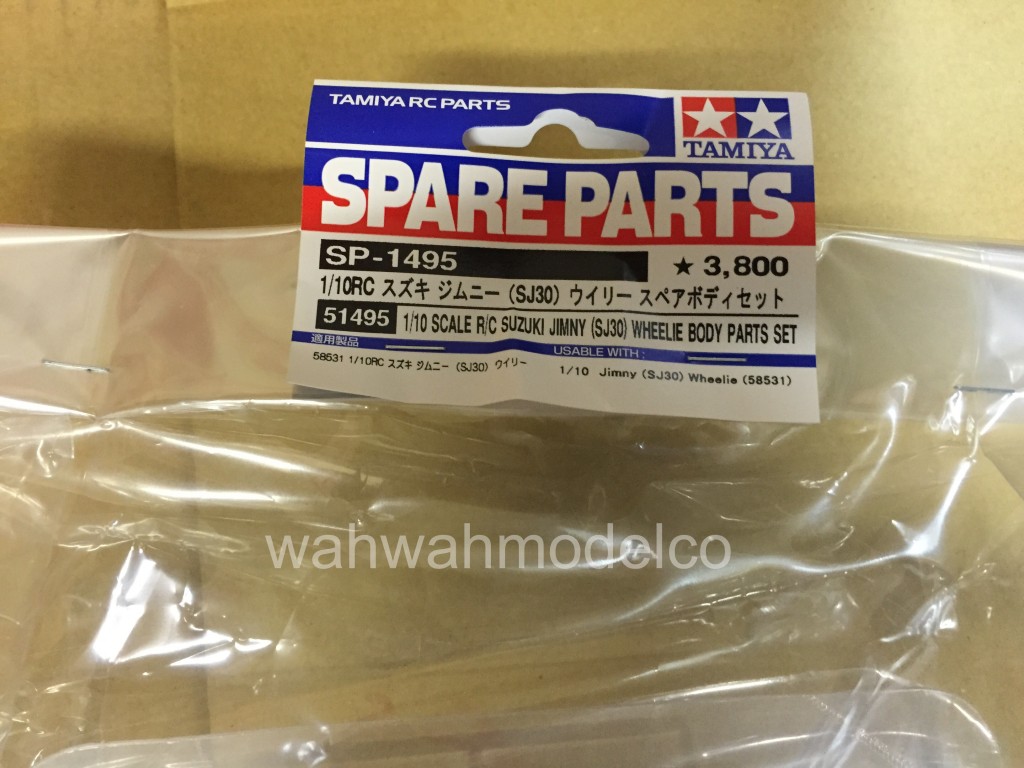 TAMIYA RC PARTS
TAMIYA
SPARE PARTS
SP-1495
★ 3,800
1/10RC スズキ ジムニー (SJ30) ウイリー スペアボディセット
51495 1/10 SCALE R/C SUZUKI JIMNY (SJ30) WHEELIE BODY PARTS SET
適用製品
USABLE WITH :
58531 1/10RC スズキ ジムニー (SJ30) ウイリー
1/10 Jimny (SJ30) Wheelie (58531)
wahwahmodelco